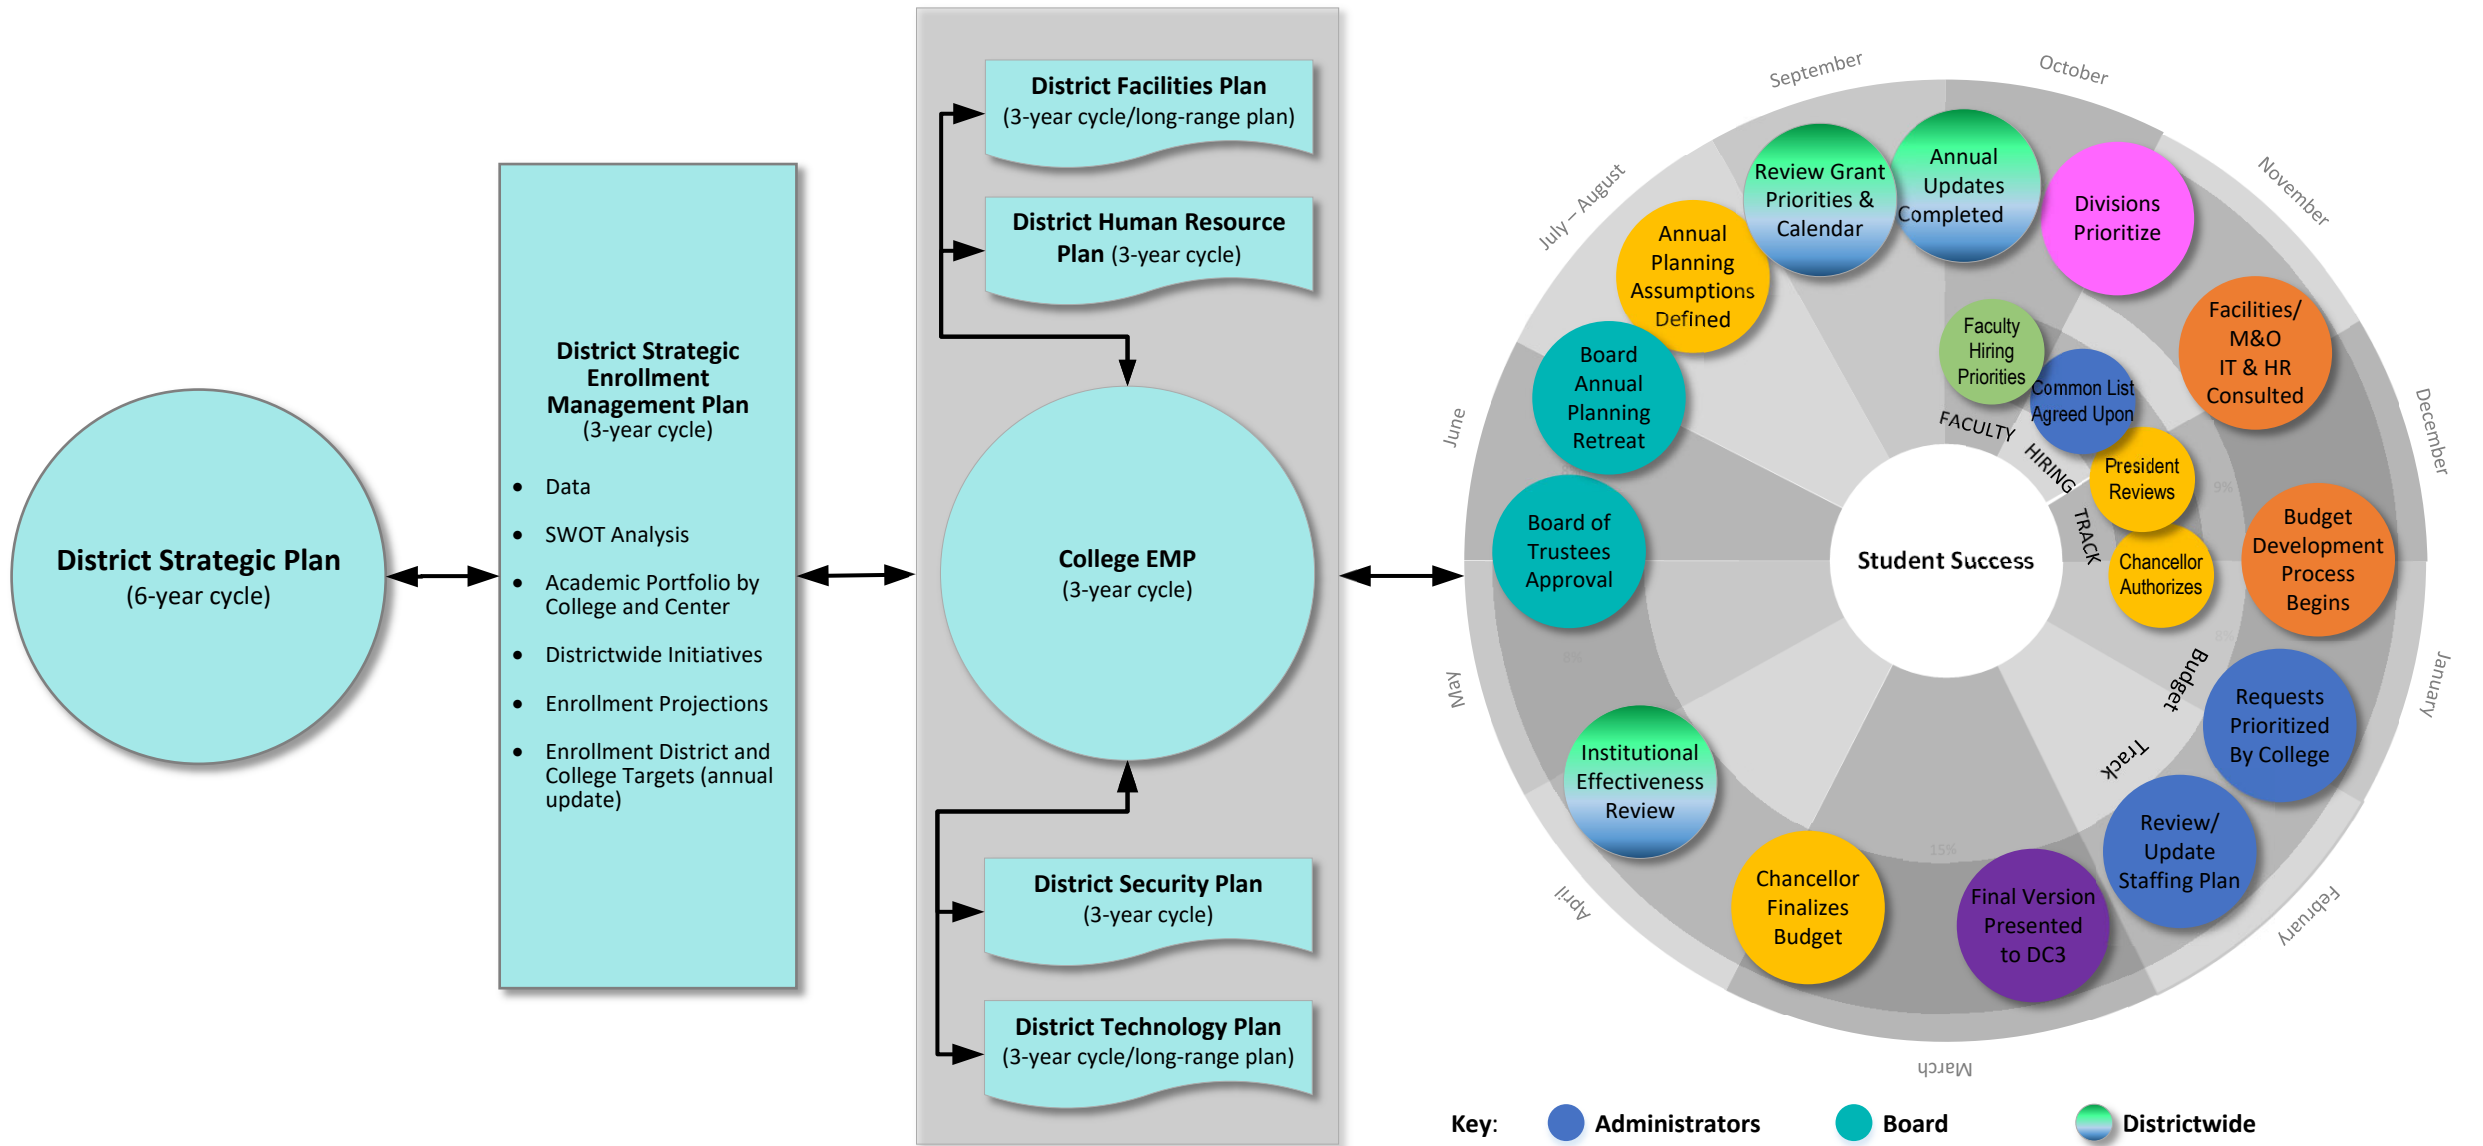 District Strategic Plan
(6-year cycle)
District Strategic
Enrollment
Management Plan
(3-year cycle)
• Data
• SWOT Analysis
• Academic Portfolio by
College and Center
• Districtwide Initiatives
• Enrollment Projections
• Enrollment District and
College Targets (annual
update)
District Facilities Plan
(3-year cycle/long-range plan)
District Human Resource
Plan (3-year cycle)
College EMP
(3-year cycle)
District Security Plan
(3-year cycle)
District Technology Plan
(3-year cycle/long-range plan)
September
October
November
December
January
February
March
April
May
June
July – August
Review Grant
Priorities &
Calendar
Annual
Updates
Completed
Divisions
Prioritize
Facilities/
M&O
IT & HR
Consulted
Budget
Development
Process
Begins
Requests
Prioritized
By College
Review/
Update
Staffing Plan
Final Version
Presented
to DC3
Chancellor
Finalizes
Budget
Institutional
Effectiveness
Review
Board of
Trustees
Approval
Board
Annual
Planning
Retreat
Annual
Planning
Assumptions
Defined
Faculty
Hiring
Priorities
Common List
Agreed Upon
President
Reviews
Chancellor
Authorizes
FACULTY
HIRING
TRACK
Budget
Track
Student Success
9%
8%
15%
8%
Key:
Administrators
Board
Districtwide